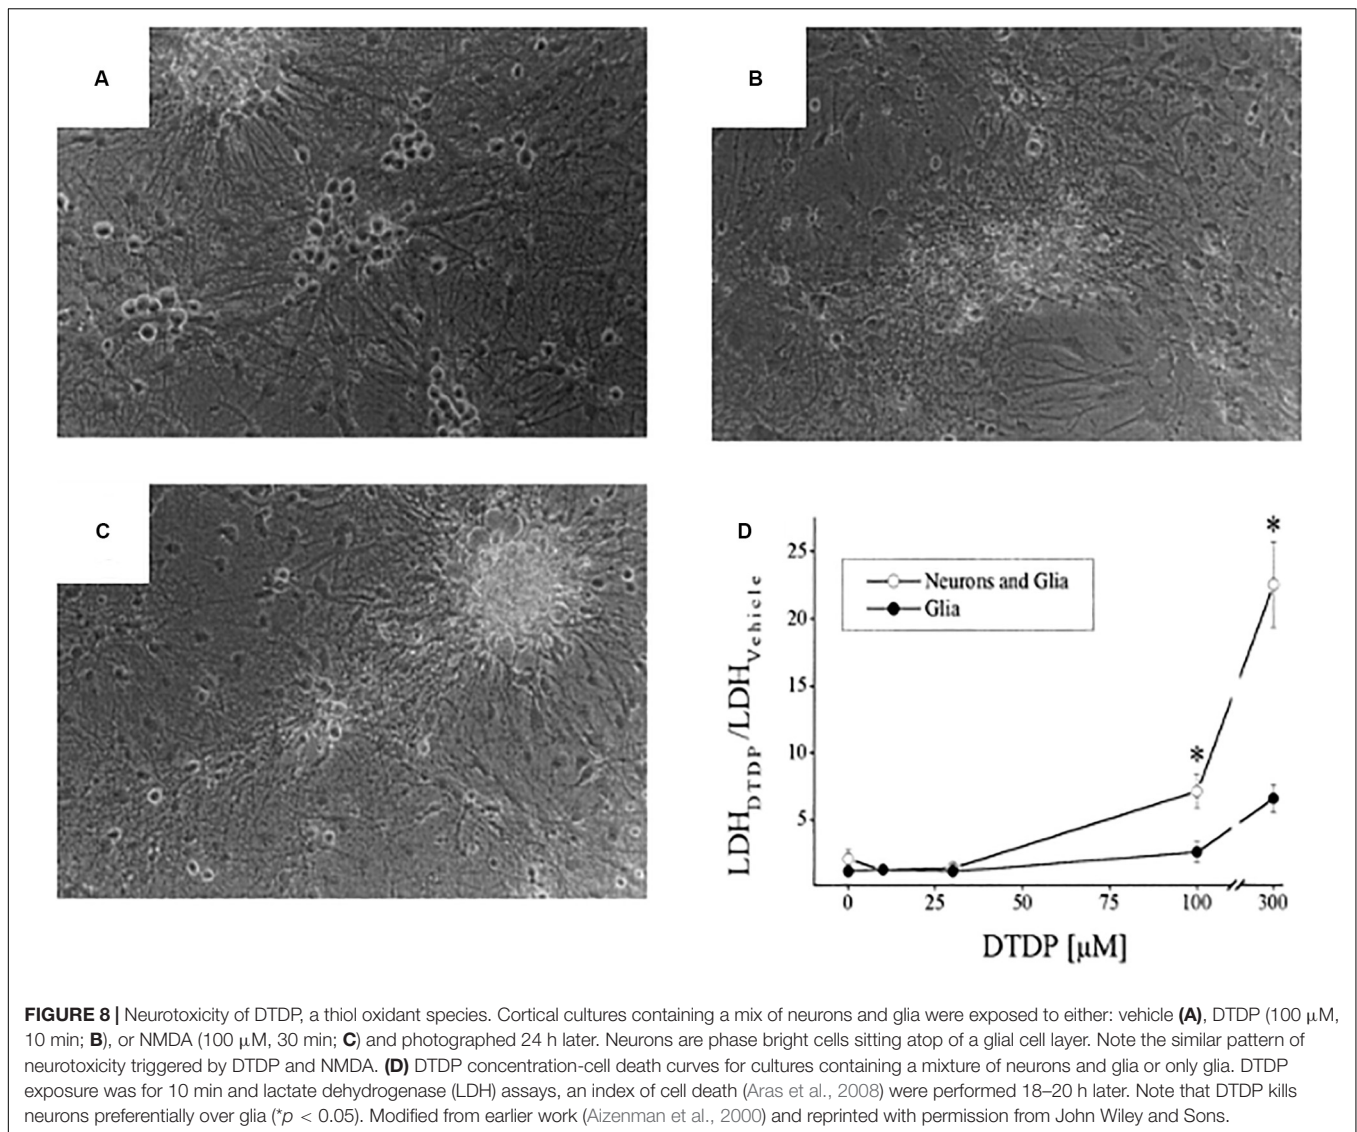 A
B
C
D
25
20
15
10
5
Neurons and Glia
Glia
LDH DTDP /LDH Vehicle
0 25 50 75 100 300
DTDP [µM]
*
*
FIGURE 8 | Neurotoxicity of DTDP, a thiol oxidant species. Cortical cultures containing a mix of neurons and glia were exposed to either: vehicle (A), DTDP (100 µM,
10 min; B), or NMDA (100 µM, 30 min; C) and photographed 24 h later. Neurons are phase bright cells sitting atop of a glial cell layer. Note the similar pattern of
neurotoxicity triggered by DTDP and NMDA. (D) DTDP concentration-cell death curves for cultures containing a mixture of neurons and glia or only glia. DTDP
exposure was for 10 min and lactate dehydrogenase (LDH) assays, an index of cell death (Aras et al., 2008) were performed 18–20 h later. Note that DTDP kills
neurons preferentially over glia (*p < 0.05). Modified from earlier work (Aizenman et al., 2000) and reprinted with permission from John Wiley and Sons.